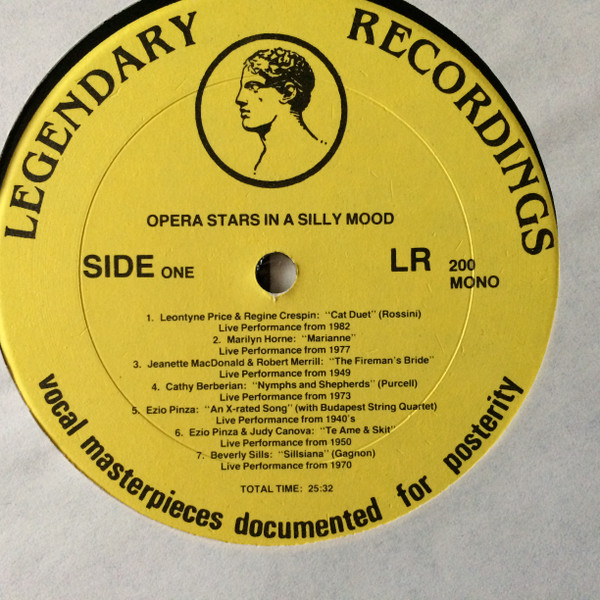 LEGENDARY RECORDINGS
OPERA STARS IN A SILLY MOOD
SIDE ONE
LR 200
MONO
1. Leontyne Price & Regine Crespin: "Cat Duet" (Rossini)
Live Performance from 1982
2. Marilyn Horne: "Marianne"
Live Performance from 1977
3. Jeanette MacDonald & Robert Merrill: "The Fireman's Bride"
Live Performance from 1949
4. Cathy Berberian: "Nymphs and Shepherds" (Purcell)
Live Performance from 1973
5. Ezio Pinza: "An X-rated Song" (with Budapest String Quartet)
Live Performance from 1940's
6. Ezio Pinza & Judy Canova: "Te Ame & Skit"
Live Performance from 1950
7. Beverly Sills: "Sillsiana" (Gagnon)
Live Performance from 1970
TOTAL TIME: 25:32
vocal masterpieces documented for posterity